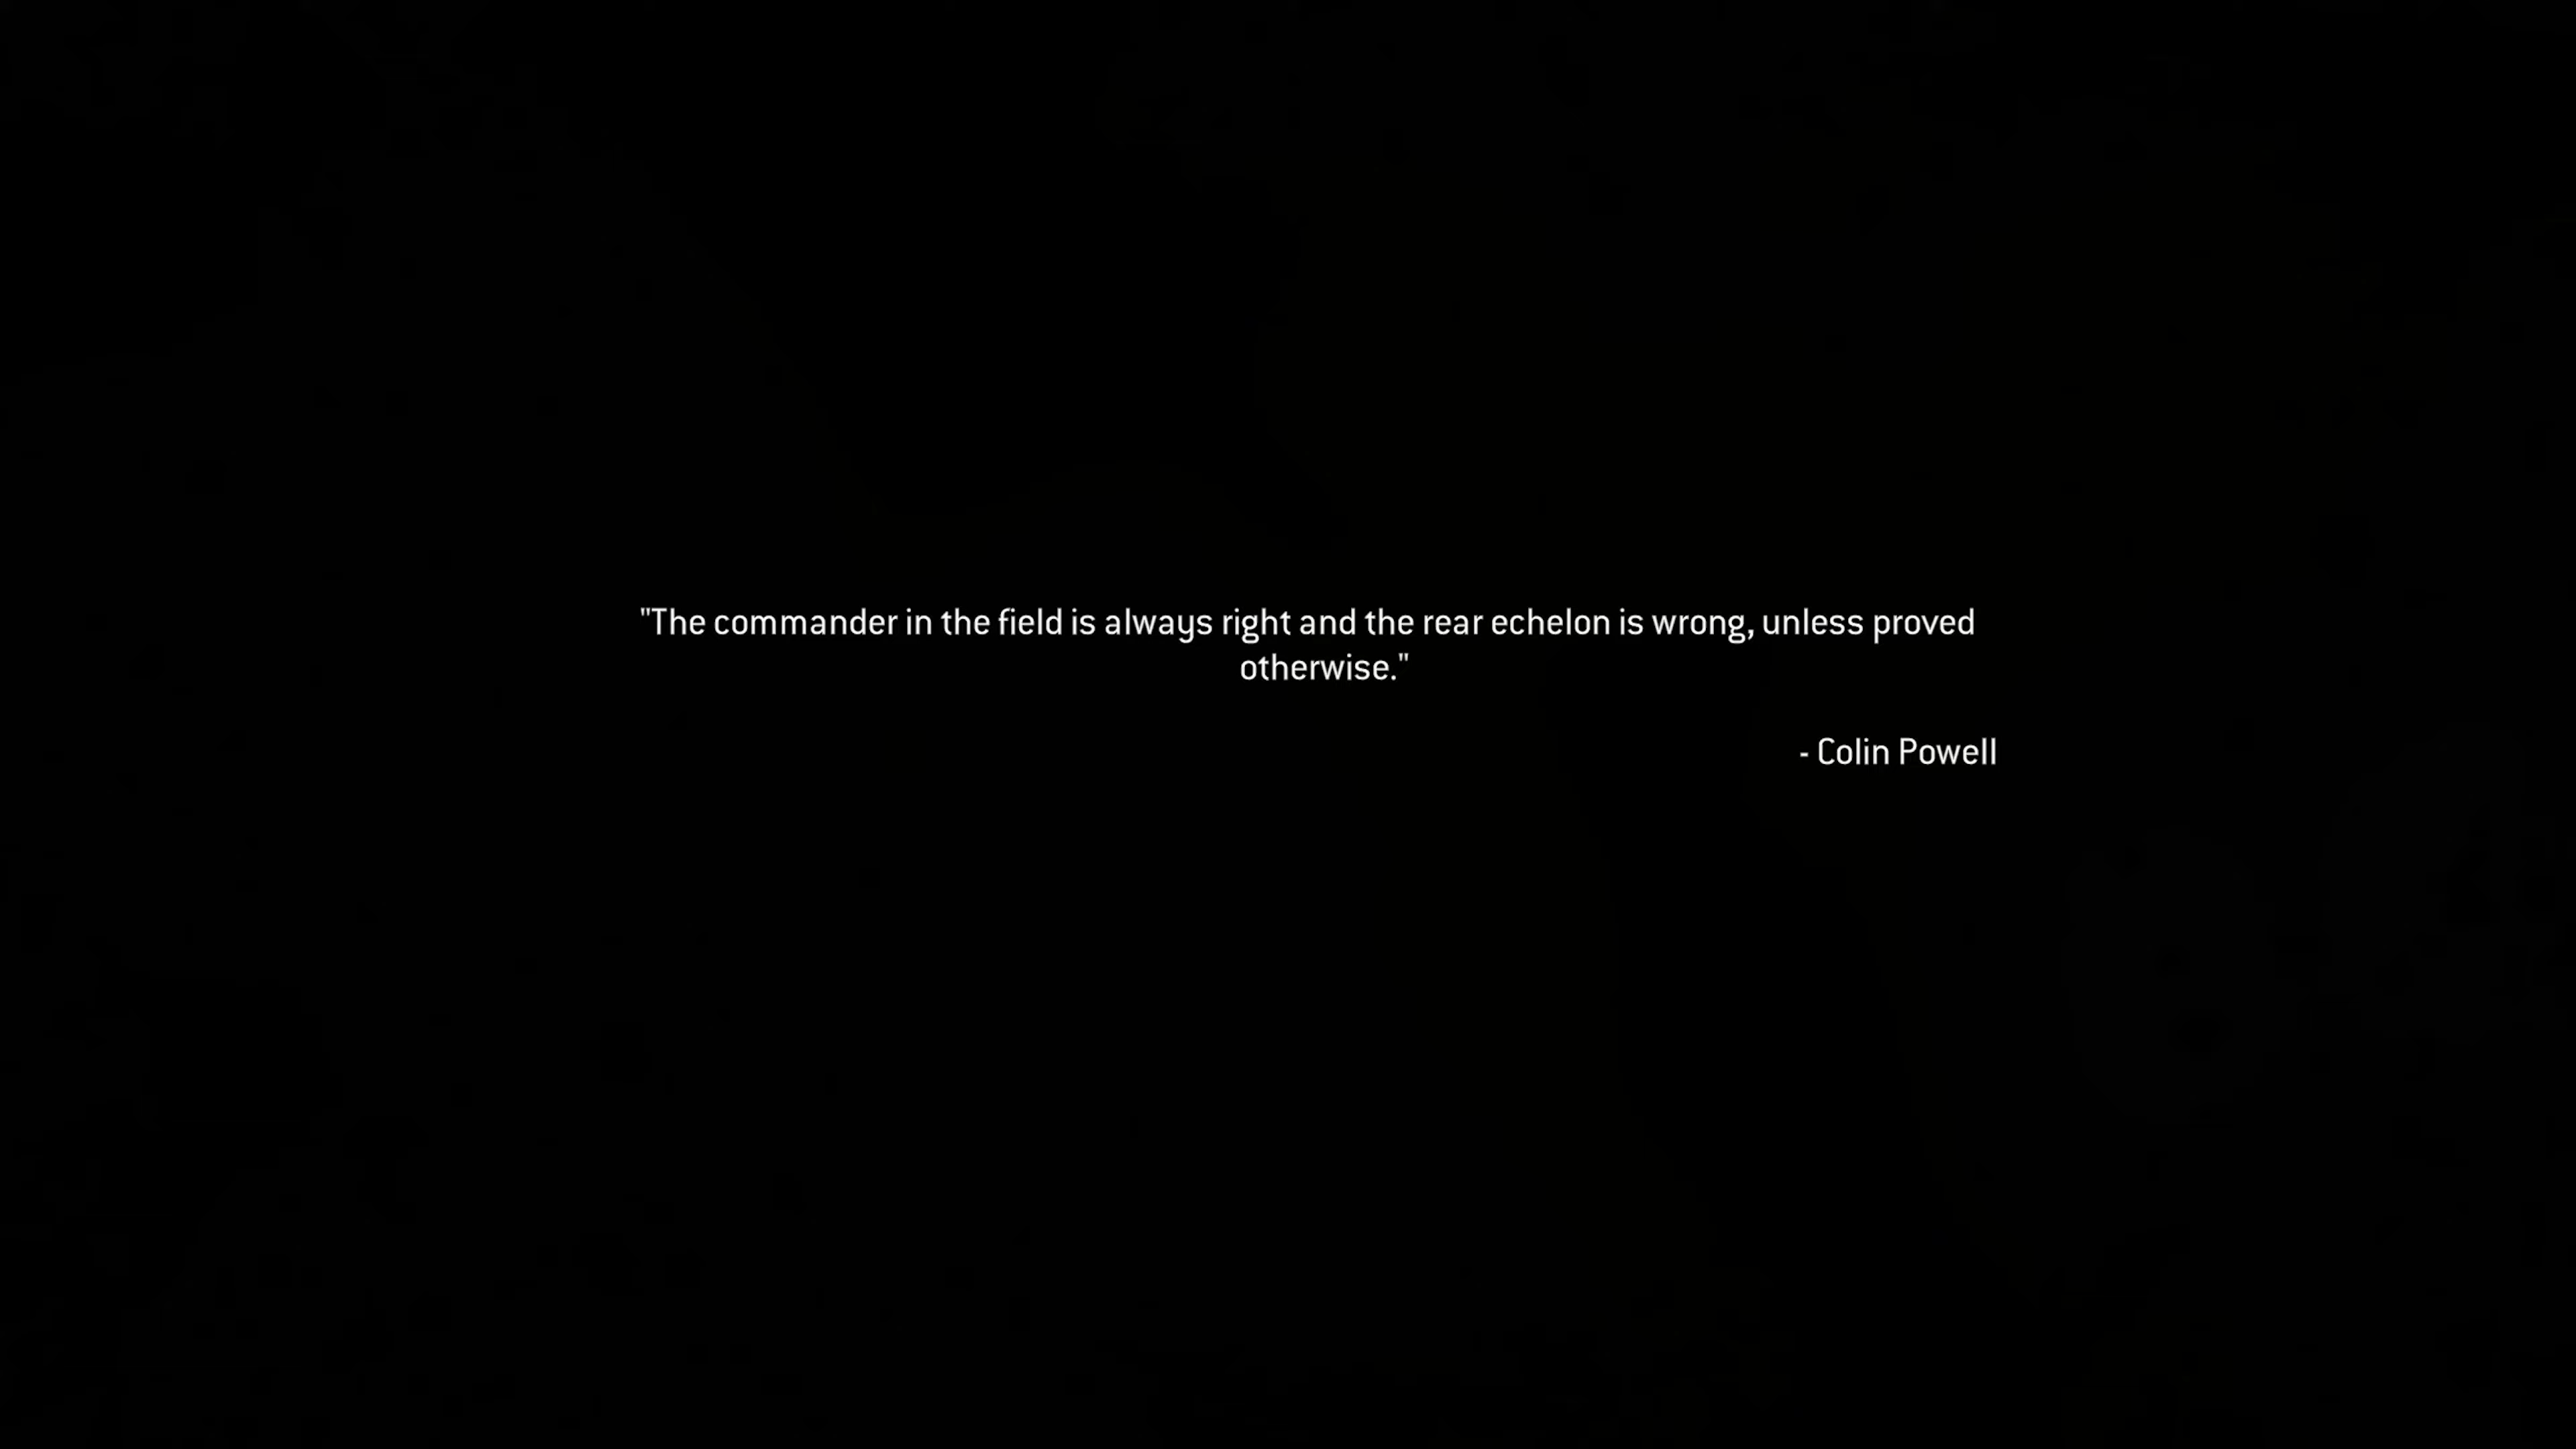 "The commander in the field is always right and the rear echelon is wrong, unless proved
otherwise."
- Colin Powell